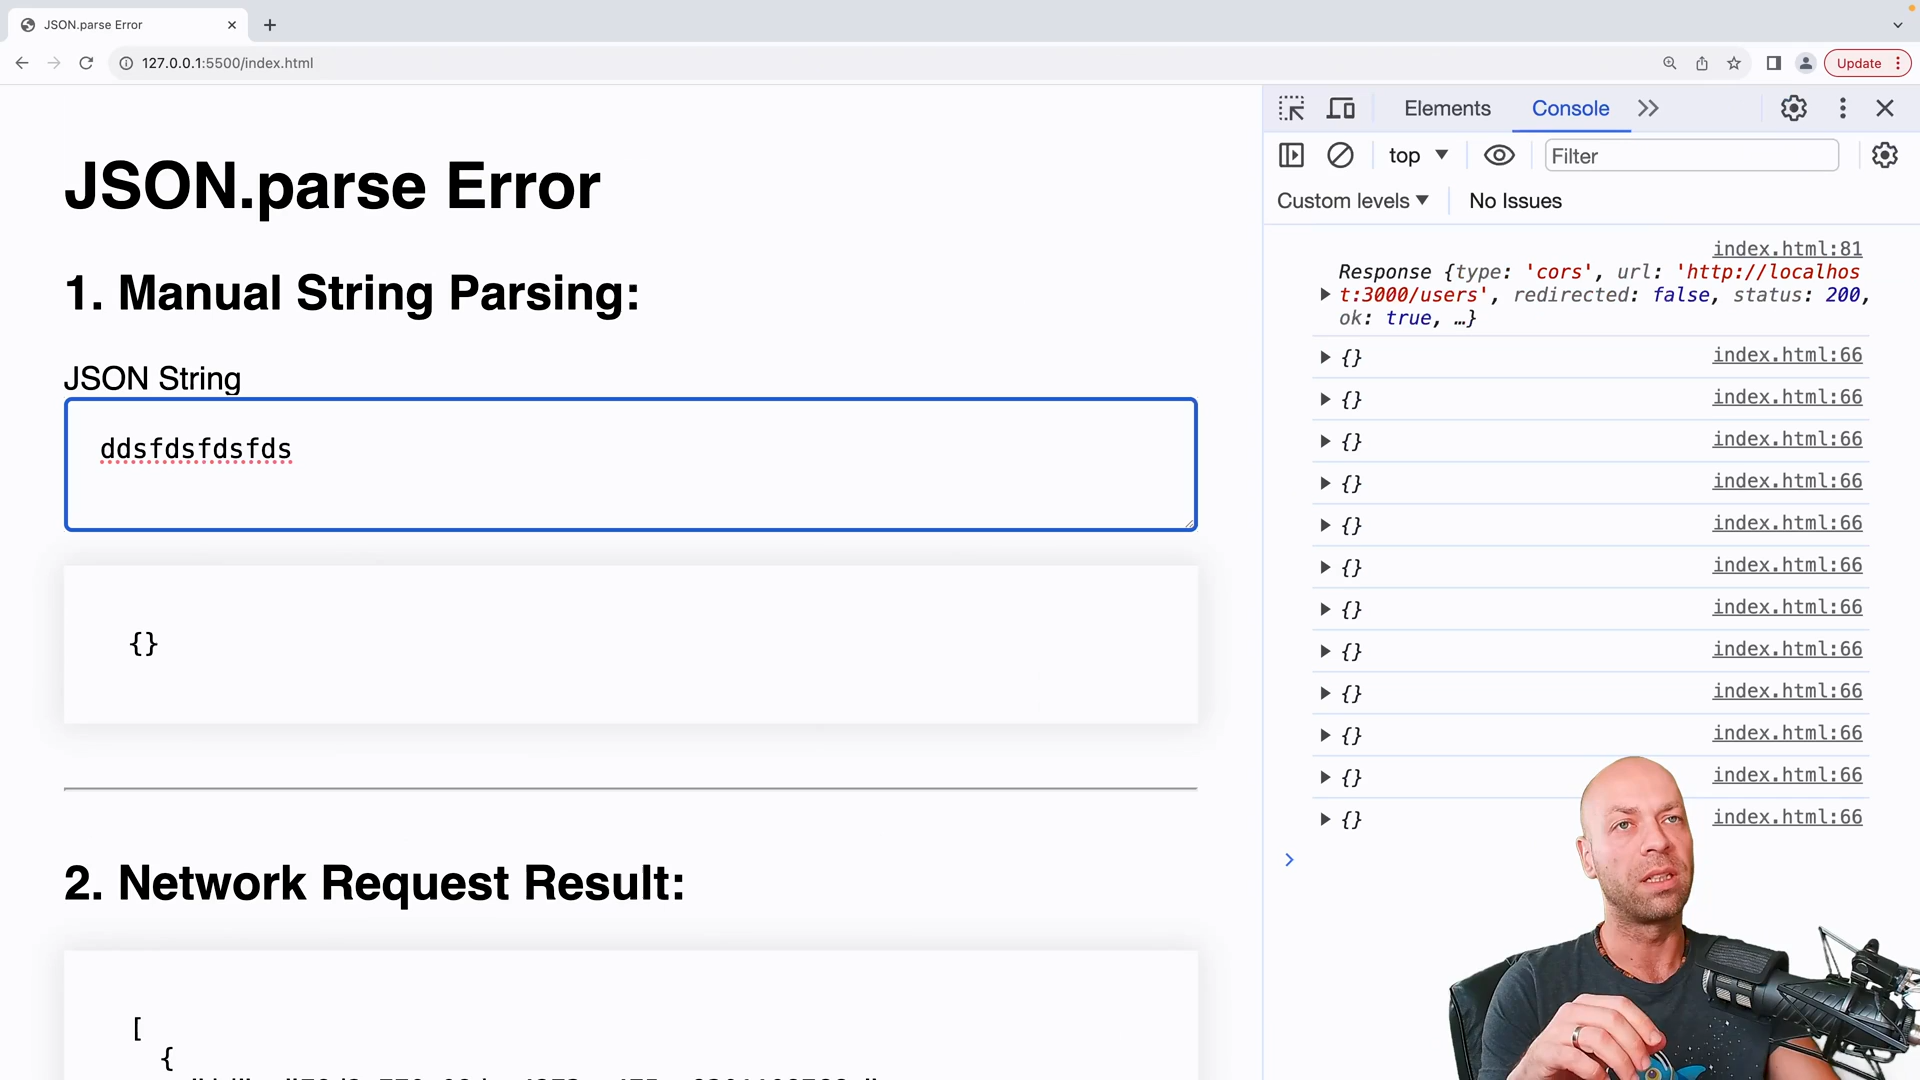 JSON.parse Error
127.0.0.1:5500/index.html
Update
JSON.parse Error
1. Manual String Parsing:
JSON String
ddsfdsfdsfds
{}
2. Network Request Result:
[
{
Elements
Console
top
Filter
Custom levels
No Issues
index.html:81
Response {type: 'cors', url: 'http://localhos
t:3000/users', redirected: false, status: 200,
ok: true, …}
{} index.html:66
{} index.html:66
{} index.html:66
{} index.html:66
{} index.html:66
{} index.html:66
{} index.html:66
{} index.html:66
{} index.html:66
{} index.html:66
{} index.html:66
{} index.html:66